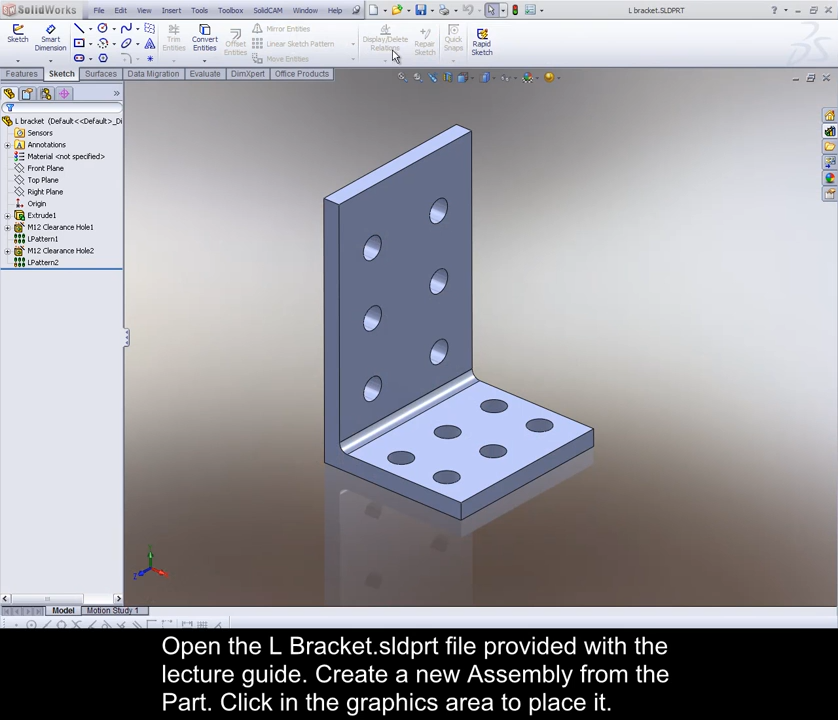 SolidWorks File Edit View Insert Tools Toolbox SolidCAM Window Help L bracket.SLDPRT
Sketch Smart Dimension Trim Entities Convert Entities Offset Entities Mirror Entities Linear Sketch Pattern Move Entities Display/Delete Relations Repair Sketch Quick Snaps Rapid Sketch
Features Sketch Surfaces Data Migration Evaluate DimXpert Office Products
L bracket (Default<<Default>_Di
Sensors
Annotations
Material <not specified>
Front Plane
Top Plane
Right Plane
Origin
Extrude1
M12 Clearance Hole1
LPattern1
M12 Clearance Hole2
LPattern2
Model Motion Study 1
Open the L Bracket.sldprt file provided with the
lecture guide. Create a new Assembly from the
Part. Click in the graphics area to place it.